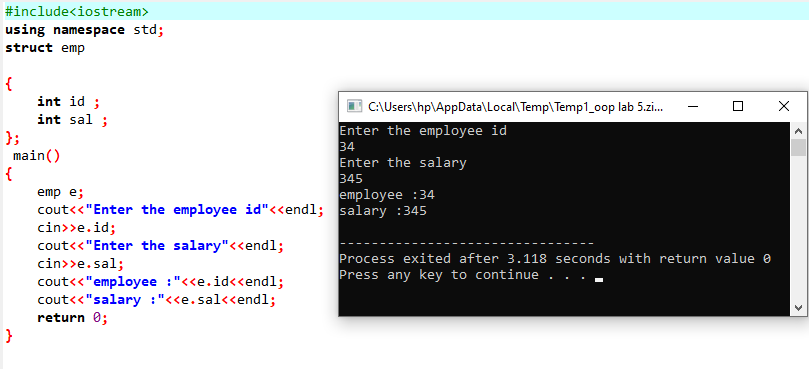 #include<iostream>
using namespace std;
struct emp
{
    int id ;
    int sal ;
};
 main()
{
    emp e;
    cout<<"Enter the employee id"<<endl;
    cin>>e.id;
    cout<<"Enter the salary"<<endl;
    cin>>e.sal;
    cout<<"employee :"<<e.id<<endl;
    cout<<"salary :"<<e.sal<<endl;
    return 0;
}
C:\Users\hp\AppData\Local\Temp\Temp1_oop lab 5.zi...
Enter the employee id
34
Enter the salary
345
employee :34
salary :345
--------------------------------
Process exited after 3.118 seconds with return value 0
Press any key to continue . . .